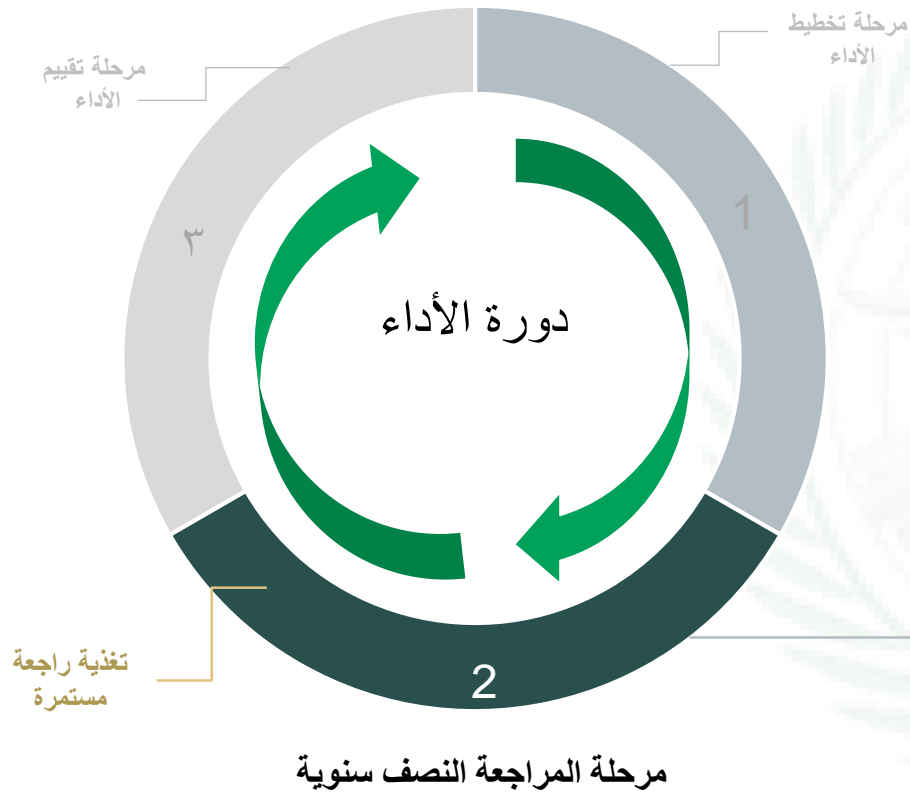 مرحلة تخطيط
الأداء
مرحلة تقييم
الأداء
1
٣
دورة الأداء
تغذية راجعة
مستمرة
2
مرحلة المراجعة النصف سنوية